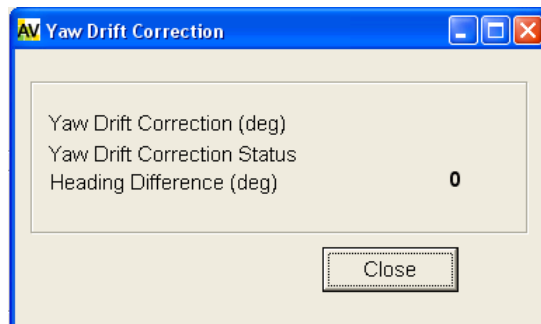 AV Yaw Drift Correction
Yaw Drift Correction (deg)
Yaw Drift Correction Status
Heading Difference (deg) 0
Close